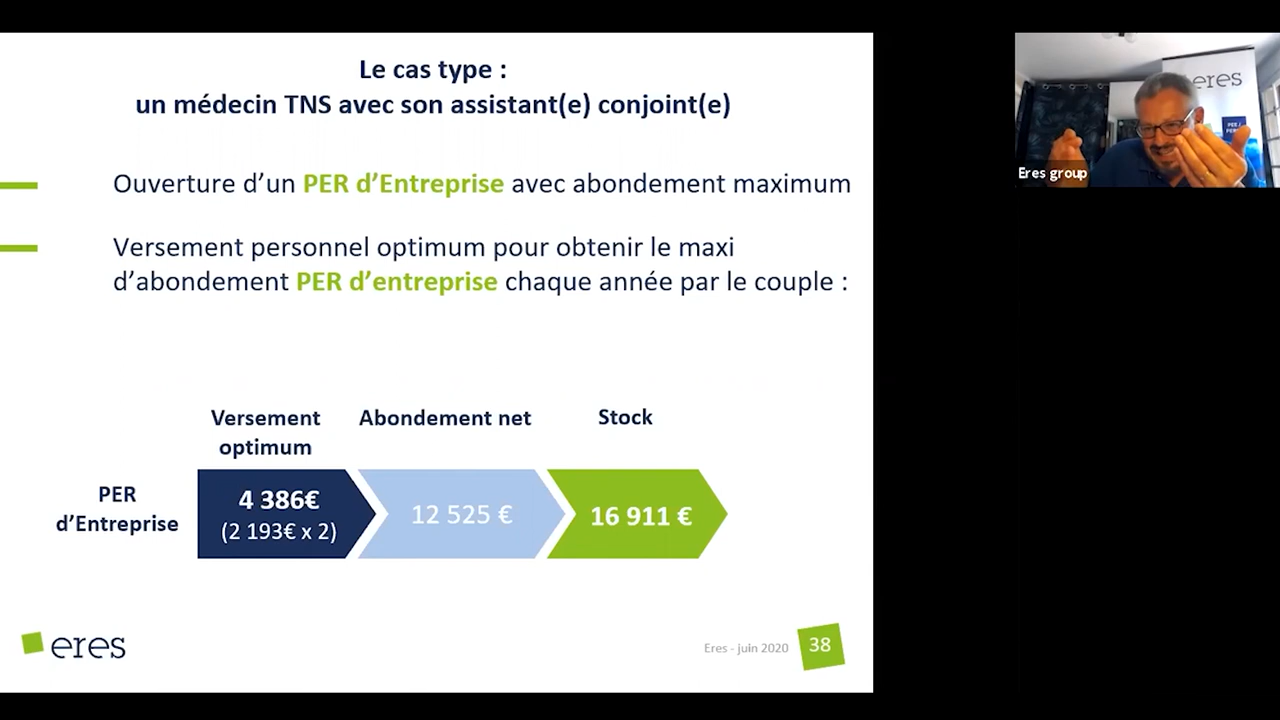 Le cas type :
un médecin TNS avec son assistant(e) conjoint(e)
Ouverture d’un PER d’Entreprise avec abondement maximum
Versement personnel optimum pour obtenir le maxi
d’abondement PER d’entreprise chaque année par le couple :
Versement
optimum
Abondement net
Stock
PER
d’Entreprise
4 386€
(2 193€ x 2)
12 525 €
16 911 €
eres
Eres - juin 2020
38
eres
Eres group